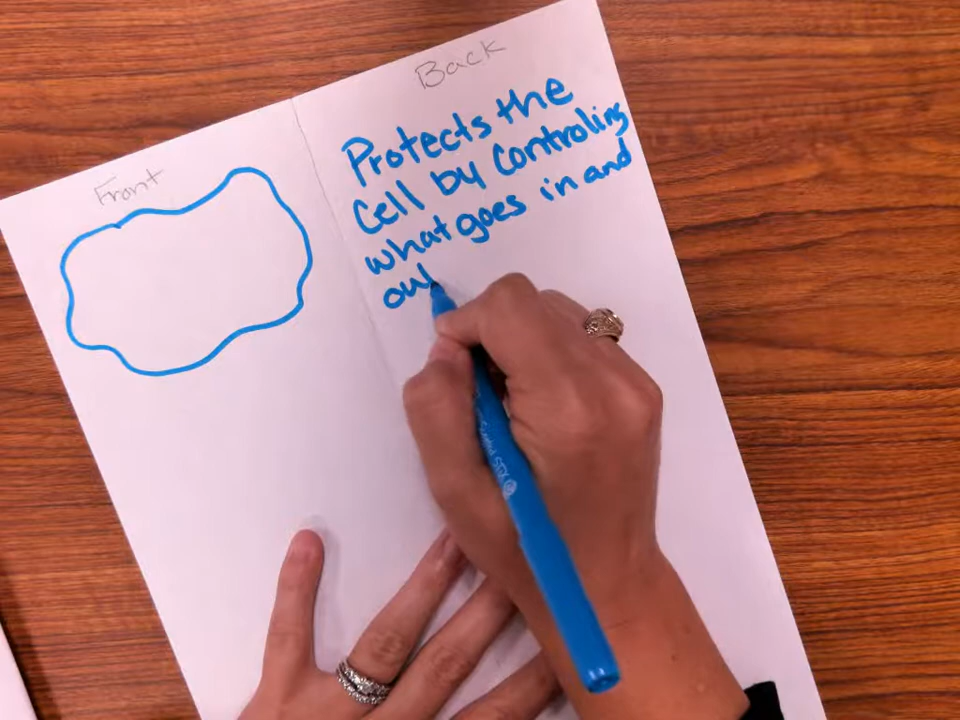 Front
Back
Protects the
Cell by Controling
what goes in and
out